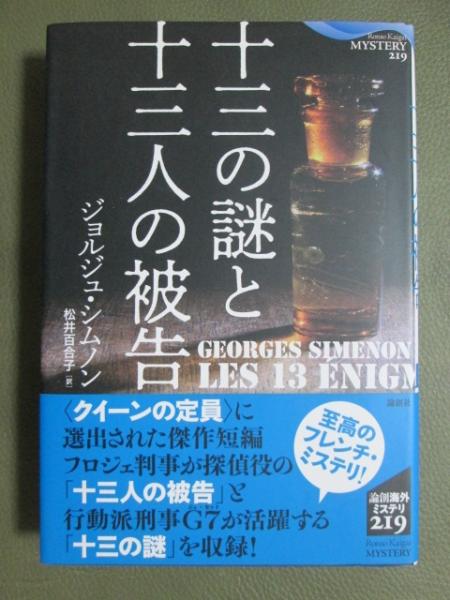 Ronso Kaigai
MYSTERY
219
十三の謎と
十三人の被告
ジョルジュ・シムノン
松井百合子[訳]
GEORGES SIMENON
LES 13 ÉNIGM
論創社
〈クイーンの定員〉に
選出された傑作短編
フロジェ判事が探偵役の
「十三人の被告」と
行動派刑事G7が活躍する
「十三の謎」を収録!
至高の
フレンチ・
ミステリ!
論創海外
ミステリ
219
Ronso Kaigai
MYSTERY